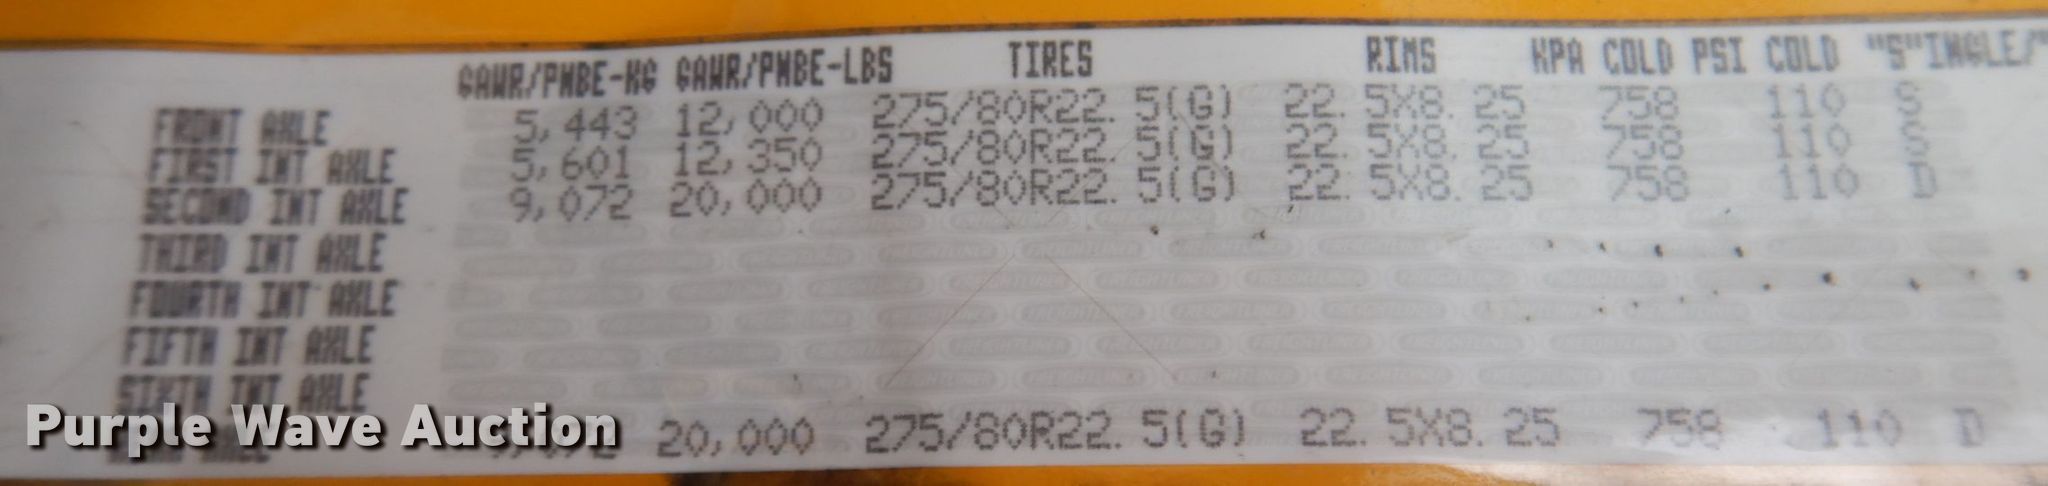 GAWR/PNBE-KG GAWR/PNBE-LBS TIRES RIMS KPA COLD PSI COLD "S"INGLE/"
FRONT AXLE 5,443 12,000 275/80R22.5(G) 22.5X8.25 758 110 S
FIRST INT AXLE 5,601 12,350 275/80R22.5(G) 22.5X8.25 758 110 S
SECOND INT AXLE 9,072 20,000 275/80R22.5(G) 22.5X8.25 758 110 D
THIRD INT AXLE
FOURTH INT AXLE
FIFTH INT AXLE
SIXTH INT AXLE
Purple Wave Auction
20,000 275/80R22.5(G) 22.5X8.25 758 110 D